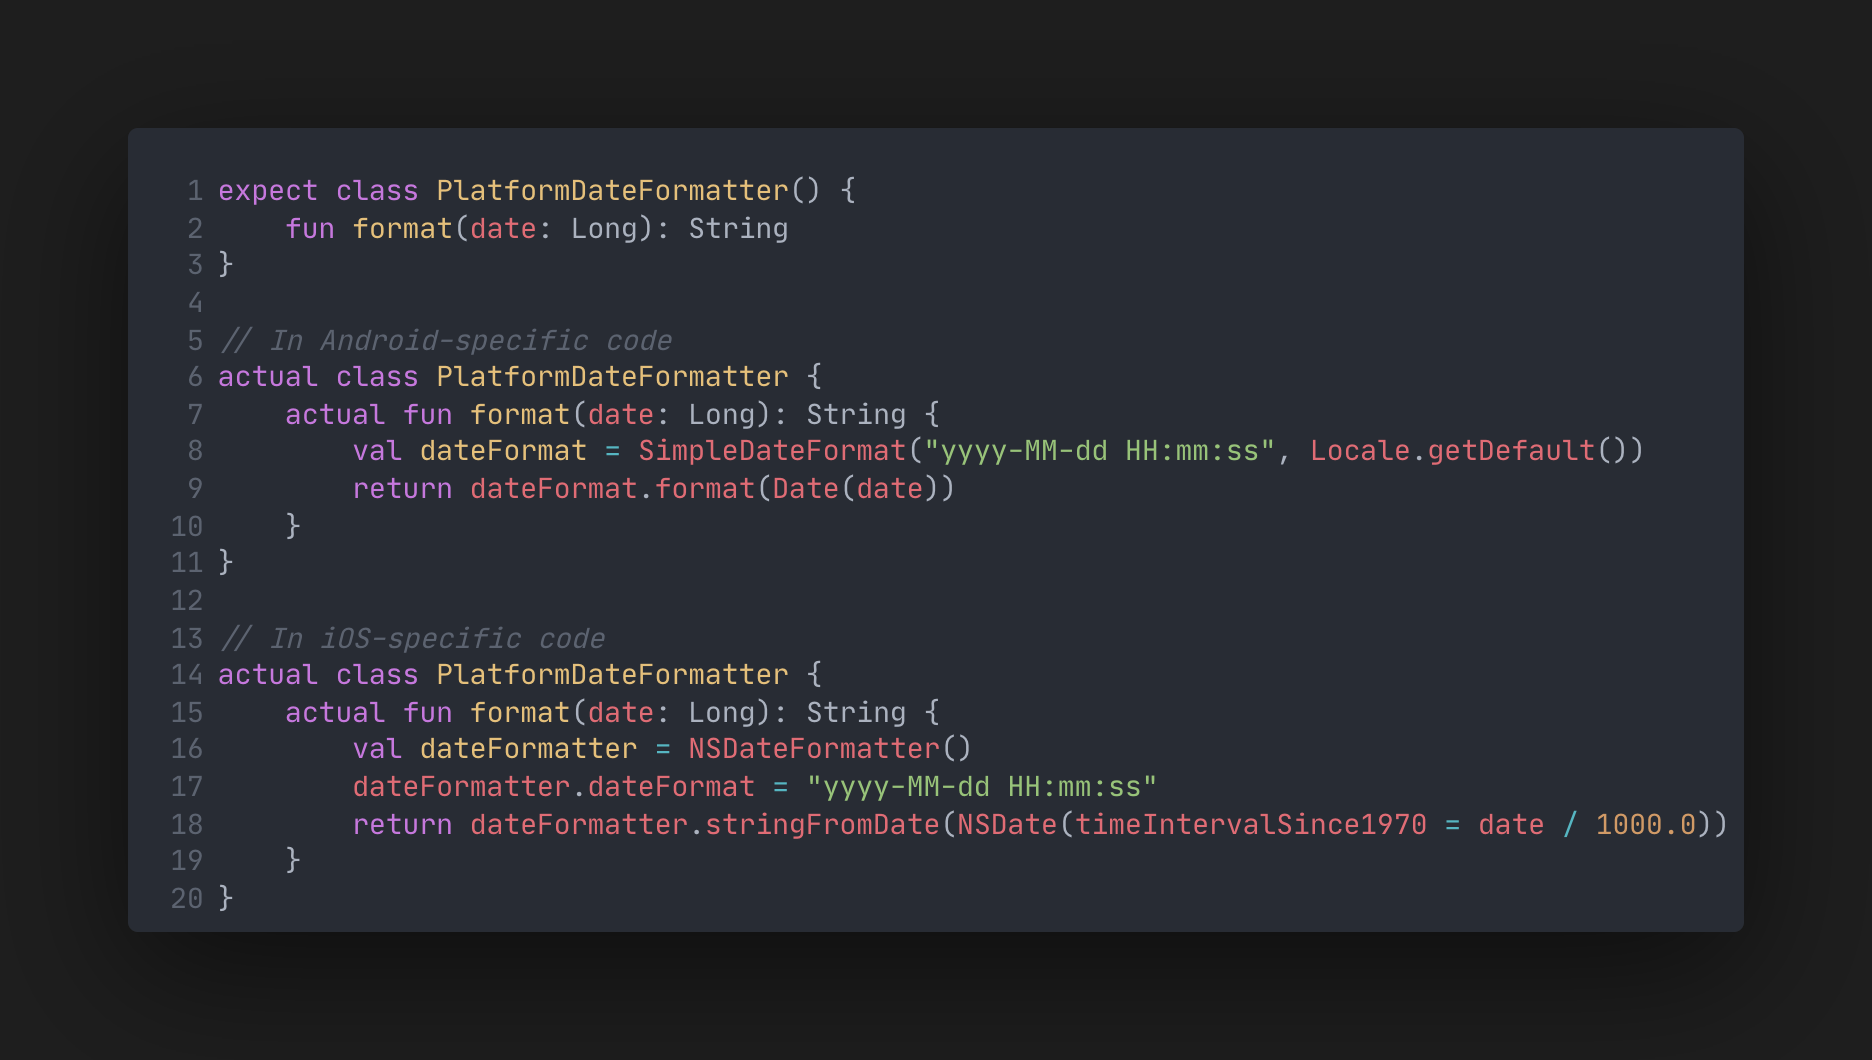 1 expect class PlatformDateFormatter() {
2     fun format(date: Long): String
3 }
4
5 // In Android-specific code
6 actual class PlatformDateFormatter {
7     actual fun format(date: Long): String {
8         val dateFormat = SimpleDateFormat("yyyy-MM-dd HH:mm:ss", Locale.getDefault())
9         return dateFormat.format(Date(date))
10     }
11 }
12
13 // In iOS-specific code
14 actual class PlatformDateFormatter {
15     actual fun format(date: Long): String {
16         val dateFormatter = NSDateFormatter()
17         dateFormatter.dateFormat = "yyyy-MM-dd HH:mm:ss"
18         return dateFormatter.stringFromDate(NSDate(timeIntervalSince1970 = date / 1000.0))
19     }
20 }